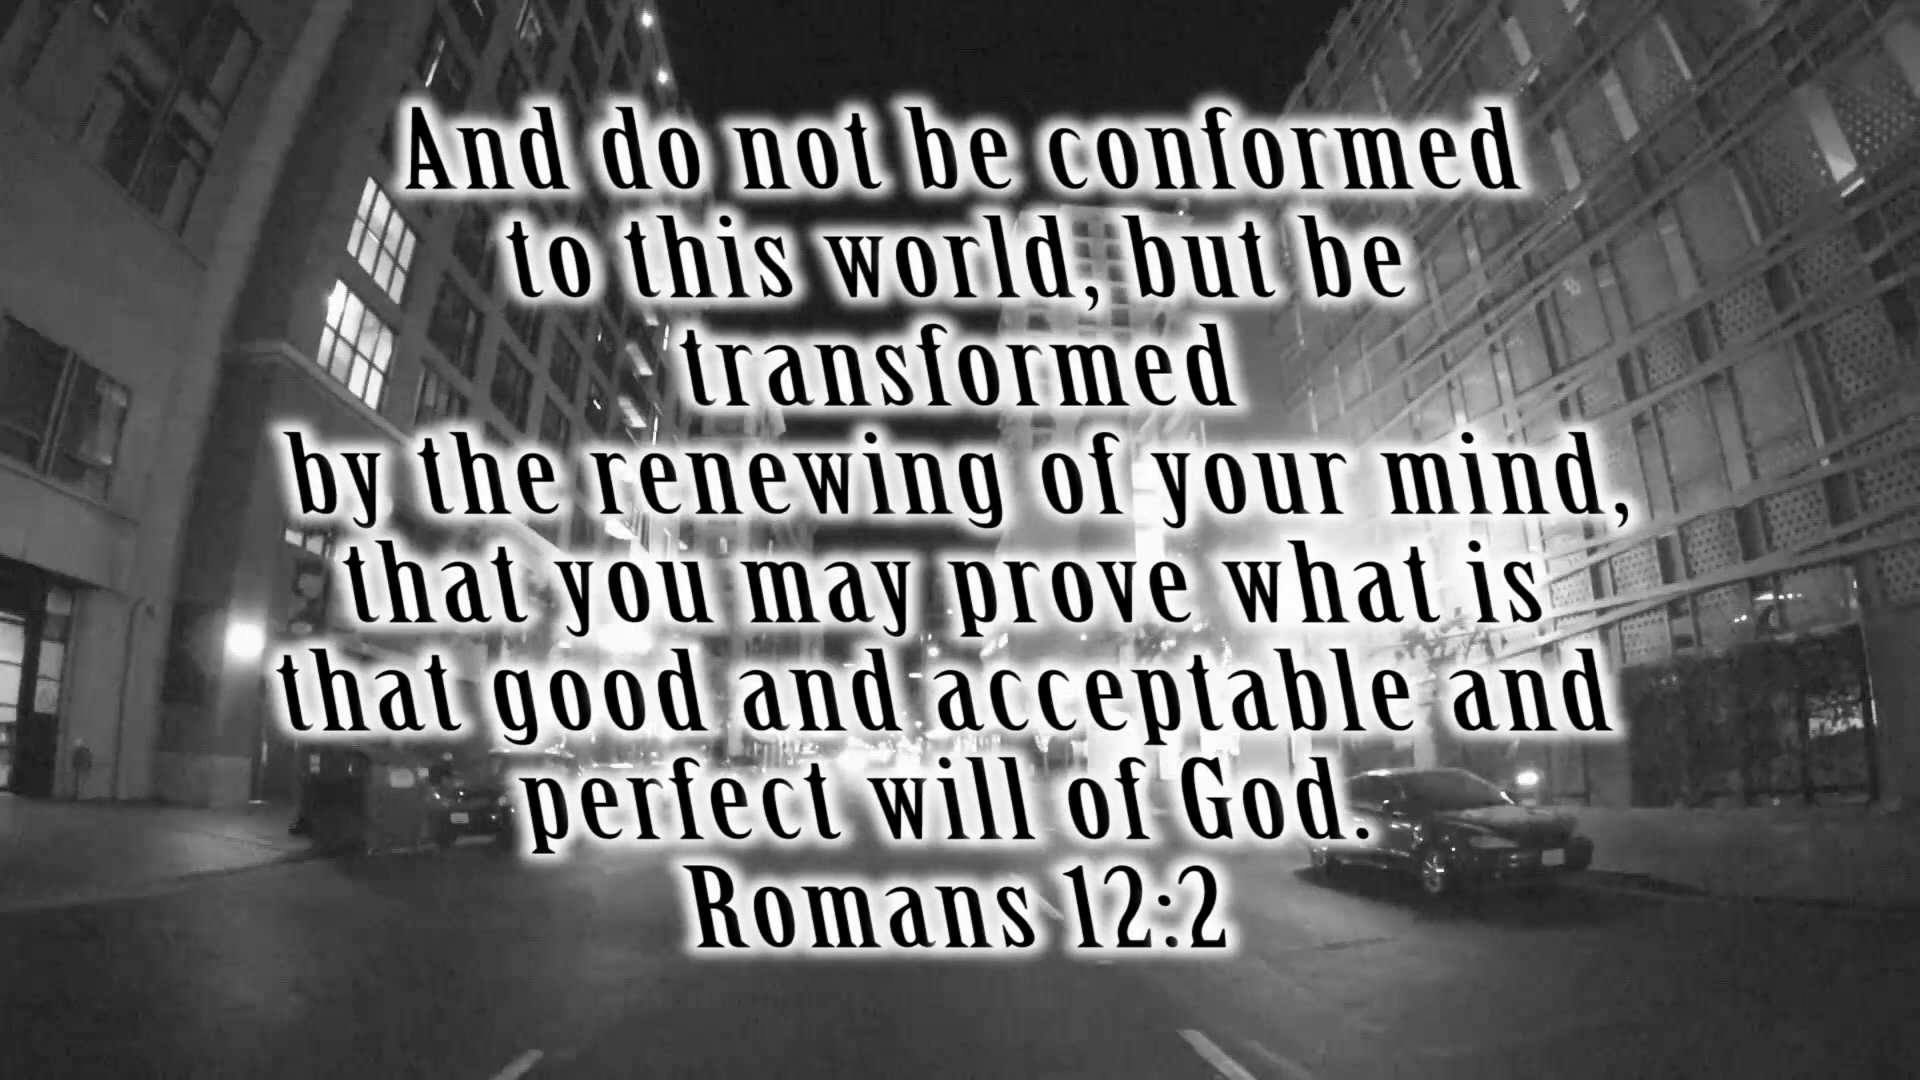 And do not be conformed
to this world, but be
transformed
by the renewing of your mind,
that you may prove what is
that good and acceptable and
perfect will of God.
Romans 12:2